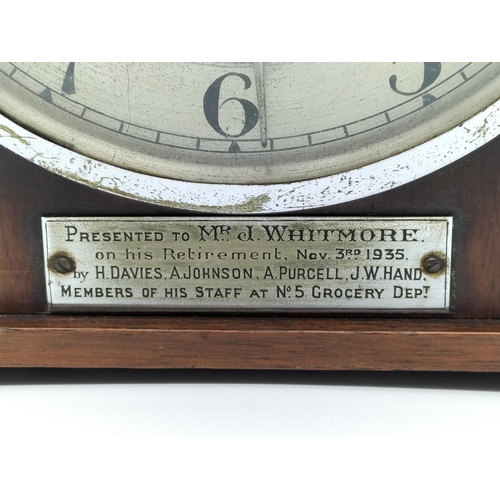 7 6 5
PRESENTED TO MR. J. WHITMORE.
on his Retirement, Nov. 3RD 1935,
by H. DAVIES, A. JOHNSON, A. PURCELL, J.W. HAND,
MEMBERS OF HIS STAFF AT No. 5. GROCERY DEPT